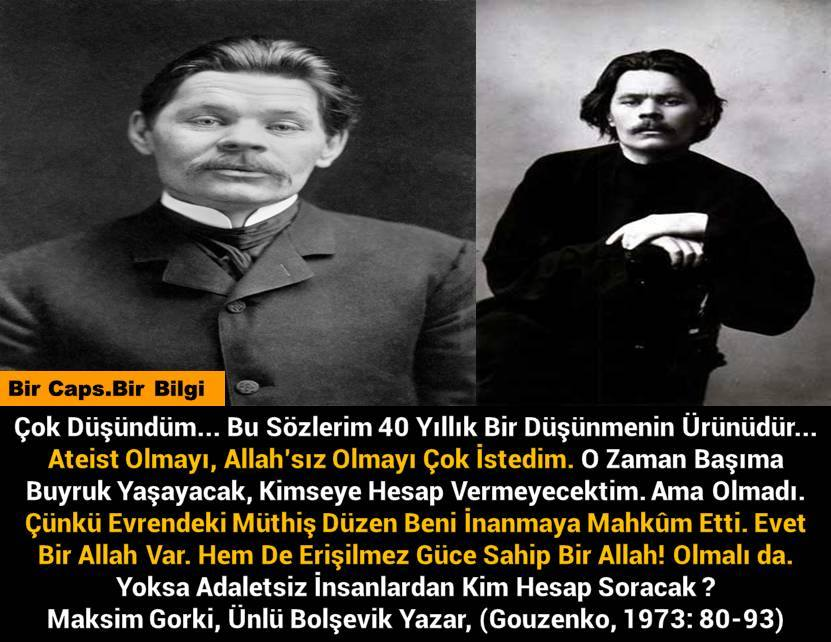 Bir Caps.Bir Bilgi
Çok Düşündüm... Bu Sözlerim 40 Yıllık Bir Düşünmenin Ürünüdür...
Ateist Olmayı, Allah'sız Olmayı Çok İstedim. O Zaman Başıma
Buyruk Yaşayacak, Kimseye Hesap Vermeyecektim. Ama Olmadı.
Çünkü Evrendeki Müthiş Düzen Beni İnanmaya Mahkûm Etti. Evet
Bir Allah Var. Hem De Erişilmez Güce Sahip Bir Allah! Olmalı da.
Yoksa Adaletsiz İnsanlardan Kim Hesap Soracak ?
Maksim Gorki, Ünlü Bolşevik Yazar, (Gouzenko, 1973: 80-93)